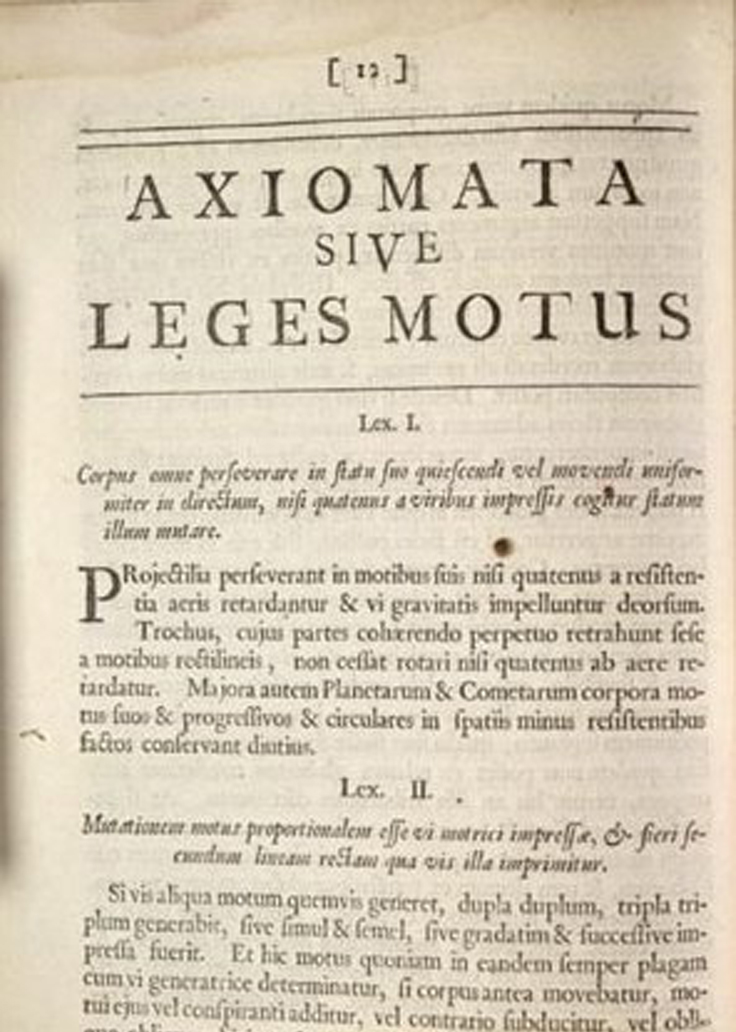 [ 12 ]
AXIOMATA
SIVE
LEGES MOTUS
Lex. I.
Corpus omne perſeverare in ſtatu ſuo quieſcendi vel movendi unifor-
miter in directum, niſi quatenus a viribus impreſſis cogitur ſtatum
illum mutare.
PRojectilia perſeverant in motibus ſuis niſi quatenus a reſiſten-
tia aeris retardantur & vi gravitatis impelluntur deorſum.
Trochus, cujus partes cohærendo perpetuo retrahunt ſeſe
a motibus rectilineis, non ceſſat rotari niſi quatenus ab aere re-
tardatur. Majora autem Planetarum & Cometarum corpora mo-
tus ſuos & progreſſivos & circulares in ſpatiis minus reſiſtentibus
factos conſervant diutius.
Lex. II.
Mutationem motus proportionalem eſſe vi motrici impreſſæ, & fieri ſe-
cundum lineam rectam qua vis illa imprimitur.
Si vis aliqua motum quemvis generet, dupla duplum, tripla tri-
plum generabit, ſive ſimul & ſemel, ſive gradatim & ſucceſſive im-
preſſa fuerit. Et hic motus quoniam in eandem ſemper plagam
cum vi generatrice determinatur, ſi corpus antea movebatur, mo-
tui ejus vel conſpiranti additur, vel contrario ſubducitur, vel obli-